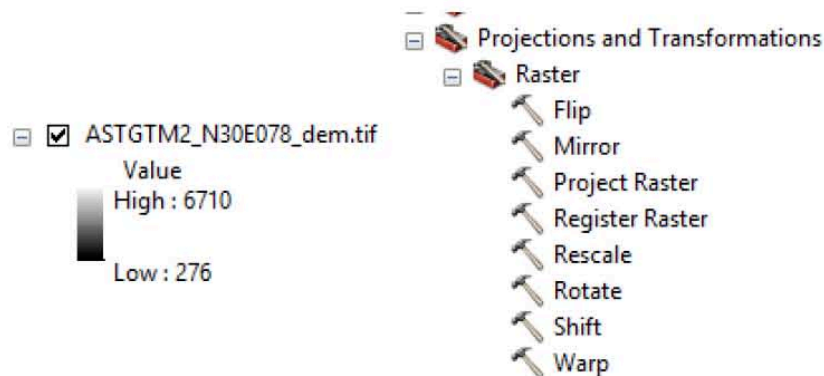 ASTGTM2_N30E078_dem.tif
Value
High : 6710
Low : 276
Projections and Transformations
Raster
Flip
Mirror
Project Raster
Register Raster
Rescale
Rotate
Shift
Warp